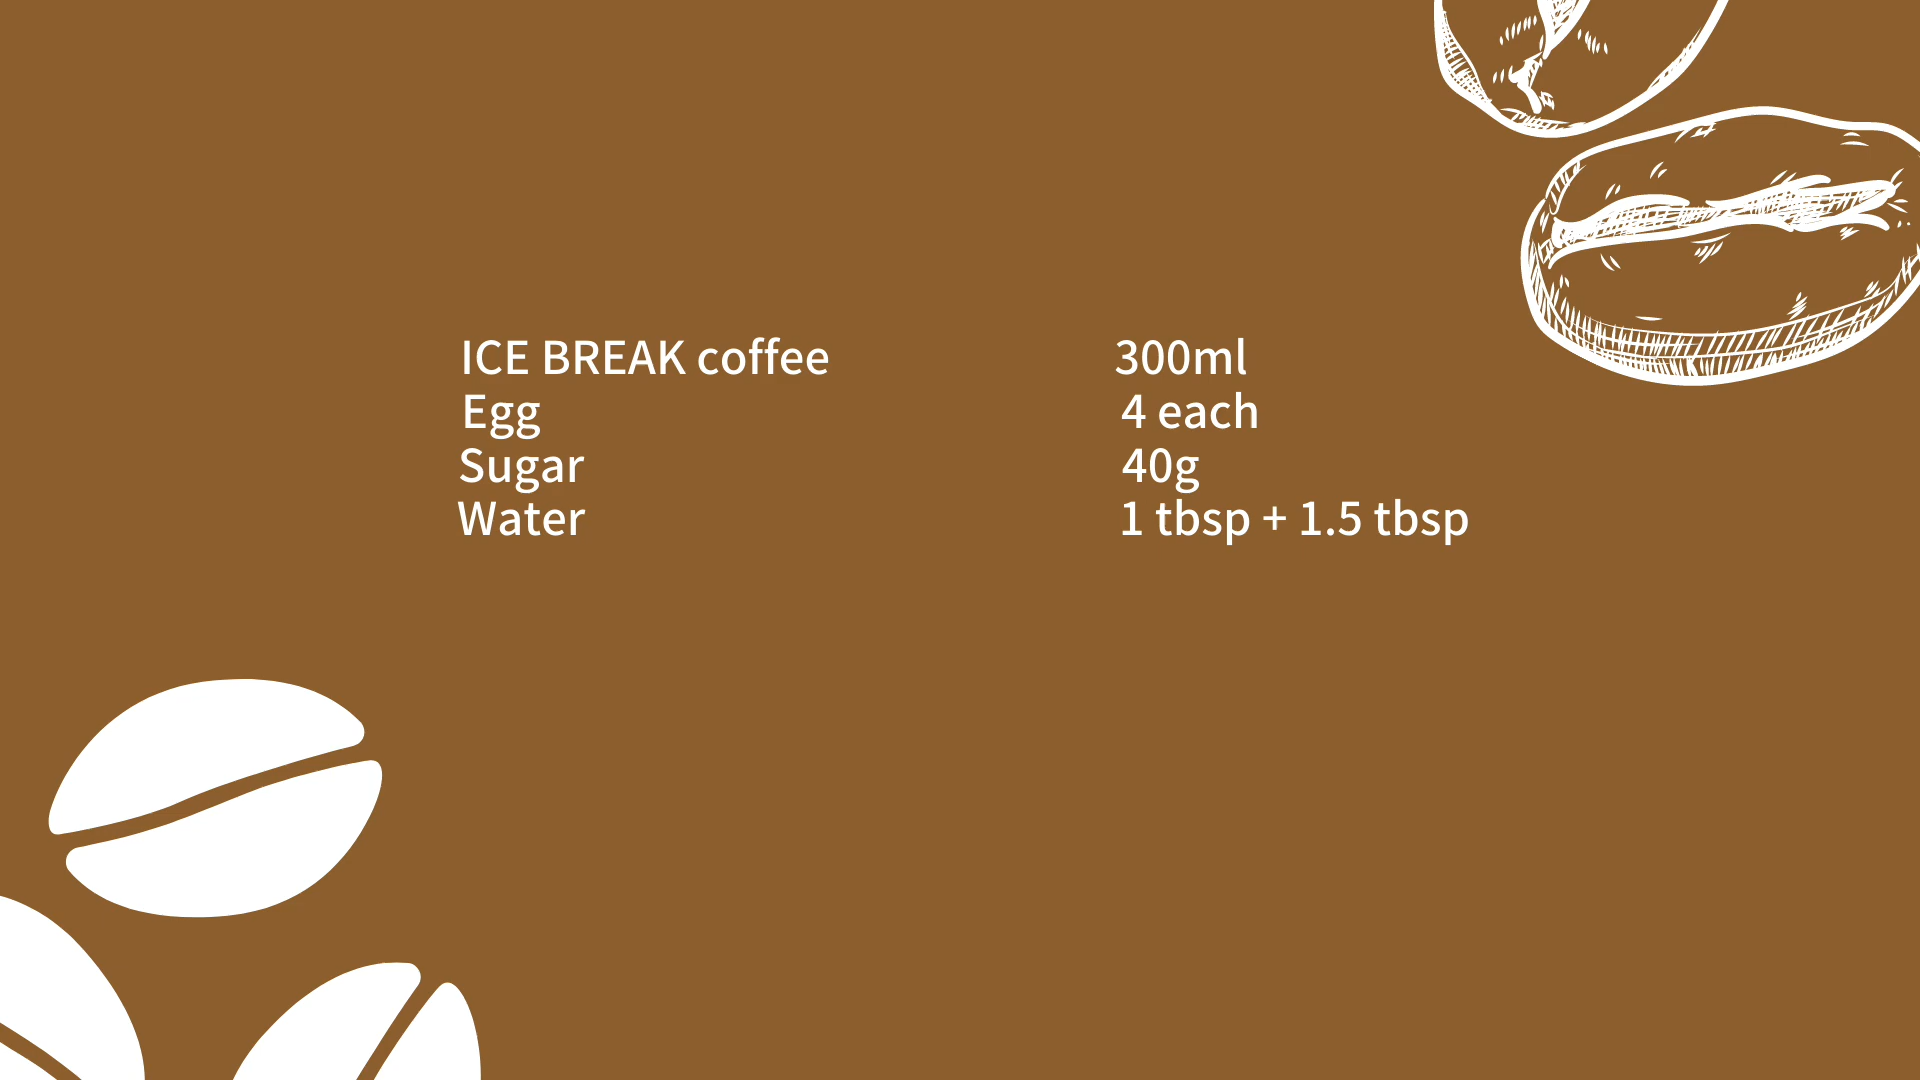 ICE BREAK coffee 300ml
Egg 4 each
Sugar 40g
Water 1 tbsp + 1.5 tbsp